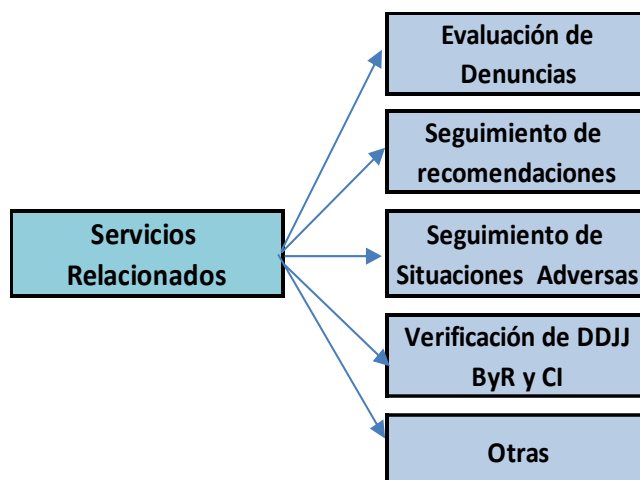 Servicios
Relacionados
Evaluación de
Denuncias
Seguimiento de
recomendaciones
Seguimiento de
Situaciones Adversas
Verificación de DDJJ
ByR y CI
Otras